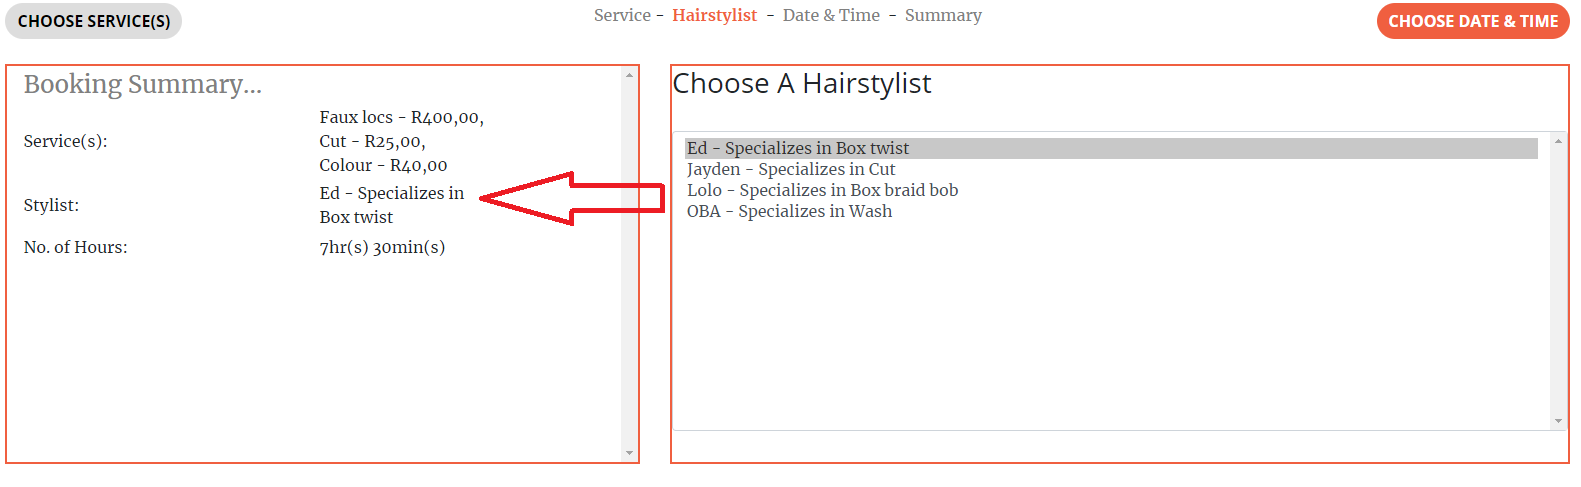 CHOOSE SERVICE(S)
Service - Hairstylist - Date & Time - Summary
CHOOSE DATE & TIME
Booking Summary...
Service(s):
Faux locs - R400,00,
Cut - R25,00,
Colour - R40,00
Stylist:
Ed - Specializes in
Box twist
No. of Hours:
7hr(s) 30min(s)
Choose A Hairstylist
Ed - Specializes in Box twist
Jayden - Specializes in Cut
Lolo - Specializes in Box braid bob
OBA - Specializes in Wash